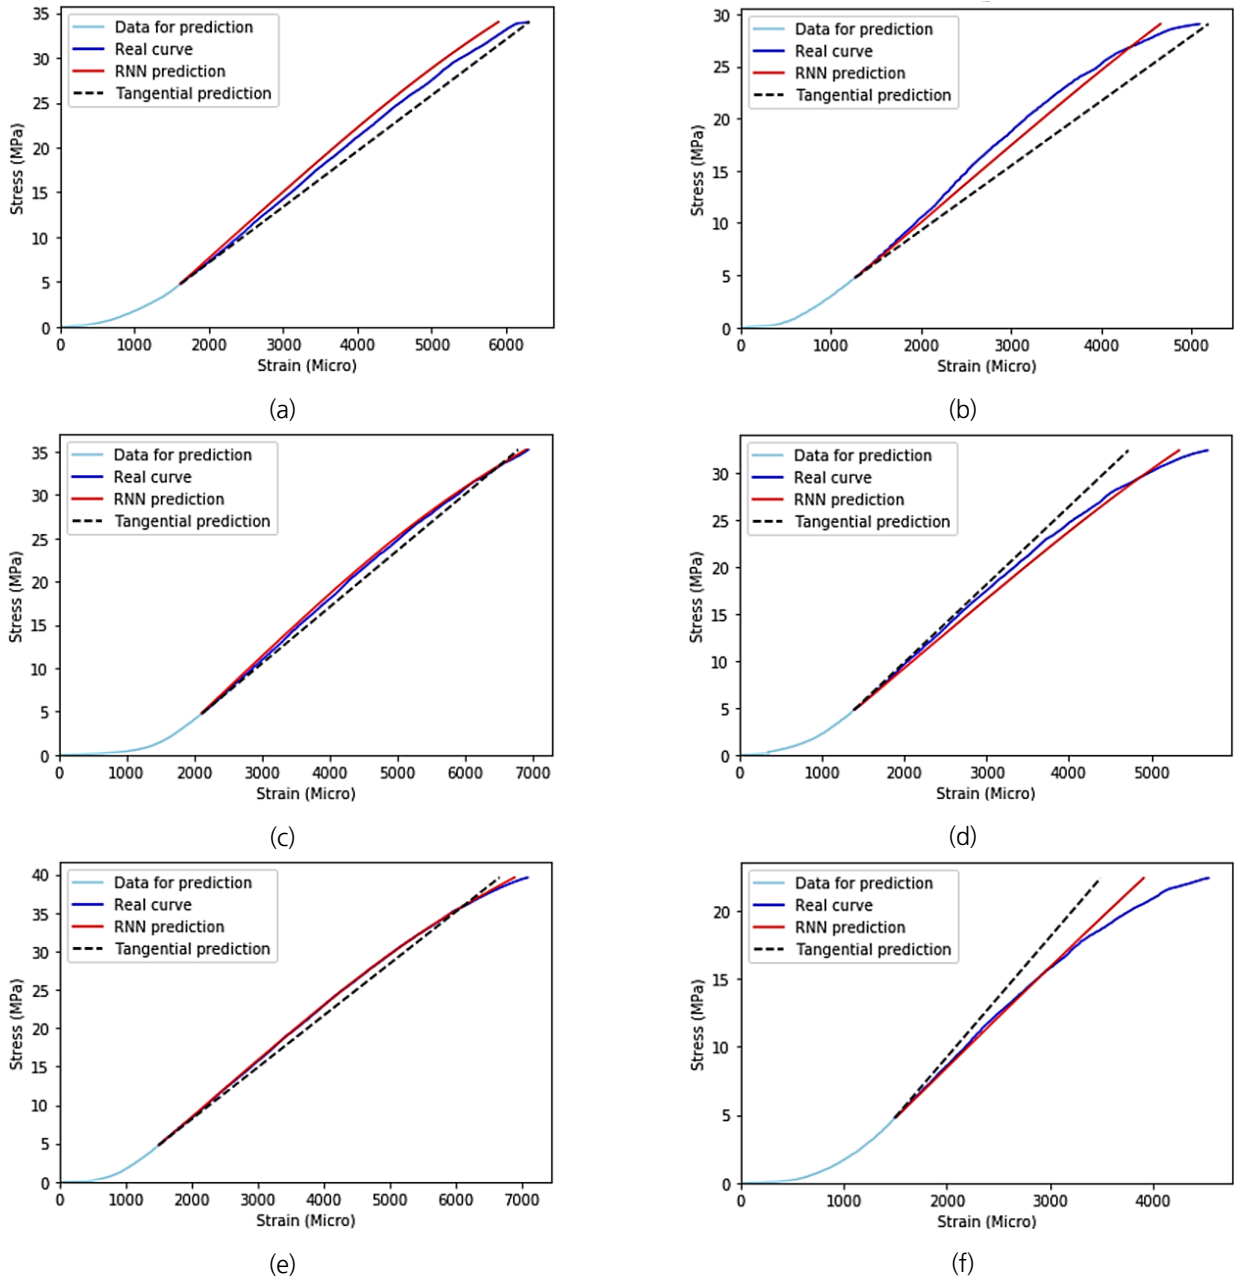 35
30
25
20
15
10
5
0
Stress (MPa)
Data for prediction
Real curve
RNN prediction
Tangential prediction
0 1000 2000 3000 4000 5000 6000
Strain (Micro)
(a)
30
25
20
15
10
5
0
Stress (MPa)
Data for prediction
Real curve
RNN prediction
Tangential prediction
0 1000 2000 3000 4000 5000
Strain (Micro)
(b)
35
30
25
20
15
10
5
0
Stress (MPa)
Data for prediction
Real curve
RNN prediction
Tangential prediction
0 1000 2000 3000 4000 5000 6000 7000
Strain (Micro)
(c)
30
25
20
15
10
5
0
Stress (MPa)
Data for prediction
Real curve
RNN prediction
Tangential prediction
0 1000 2000 3000 4000 5000
Strain (Micro)
(d)
40
35
30
25
20
15
10
5
0
Stress (MPa)
Data for prediction
Real curve
RNN prediction
Tangential prediction
0 1000 2000 3000 4000 5000 6000 7000
Strain (Micro)
(e)
20
15
10
5
0
Stress (MPa)
Data for prediction
Real curve
RNN prediction
Tangential prediction
0 1000 2000 3000 4000
Strain (Micro)
(f)